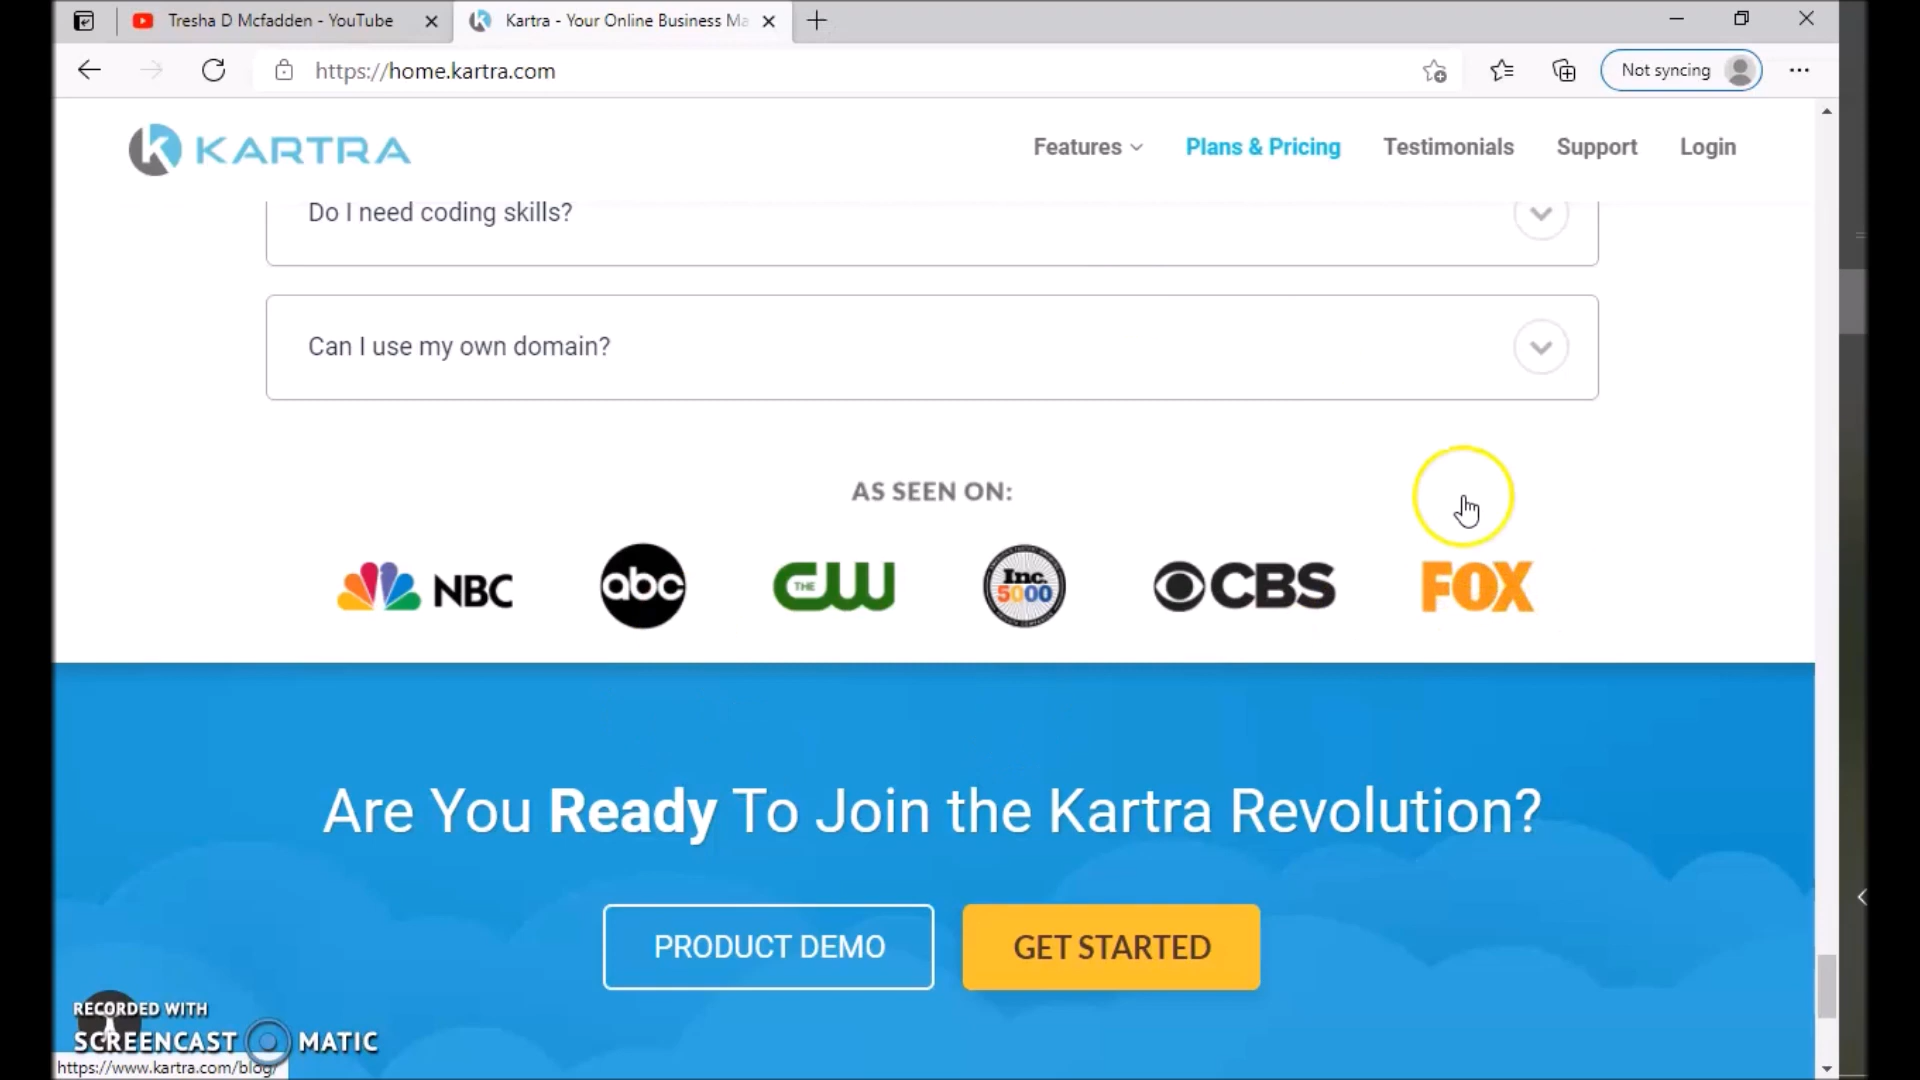 Tresha D Mcfadden - YouTube
Kartra - Your Online Business Ma
https://home.kartra.com
Not syncing
KARTRA
Features
Plans & Pricing
Testimonials
Support
Login
Do I need coding skills?
Can I use my own domain?
AS SEEN ON:
NBC
abc
THE CW
Inc. 5000
CBS
FOX
Are You Ready To Join the Kartra Revolution?
PRODUCT DEMO
GET STARTED
RECORDED WITH
SCREENCAST MATIC
https://www.kartra.com/blog/